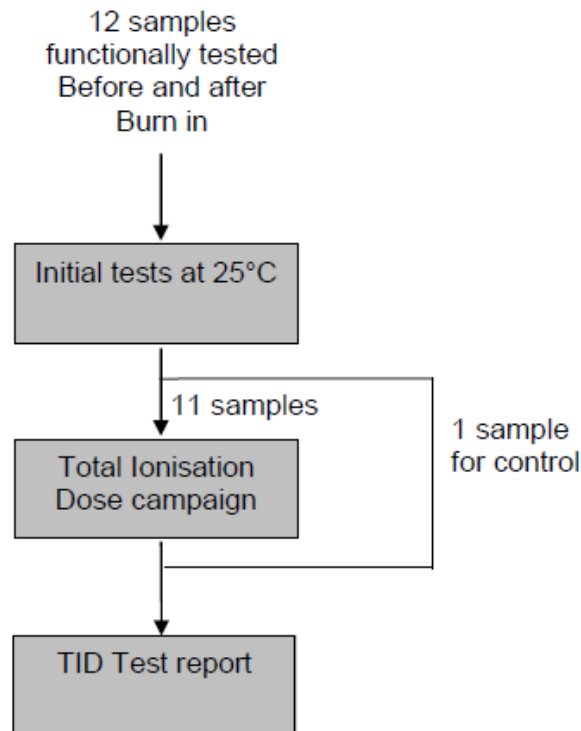 12 samples
functionally tested
Before and after
Burn in
Initial tests at 25°C
11 samples
1 sample
for control
Total Ionisation
Dose campaign
TID Test report